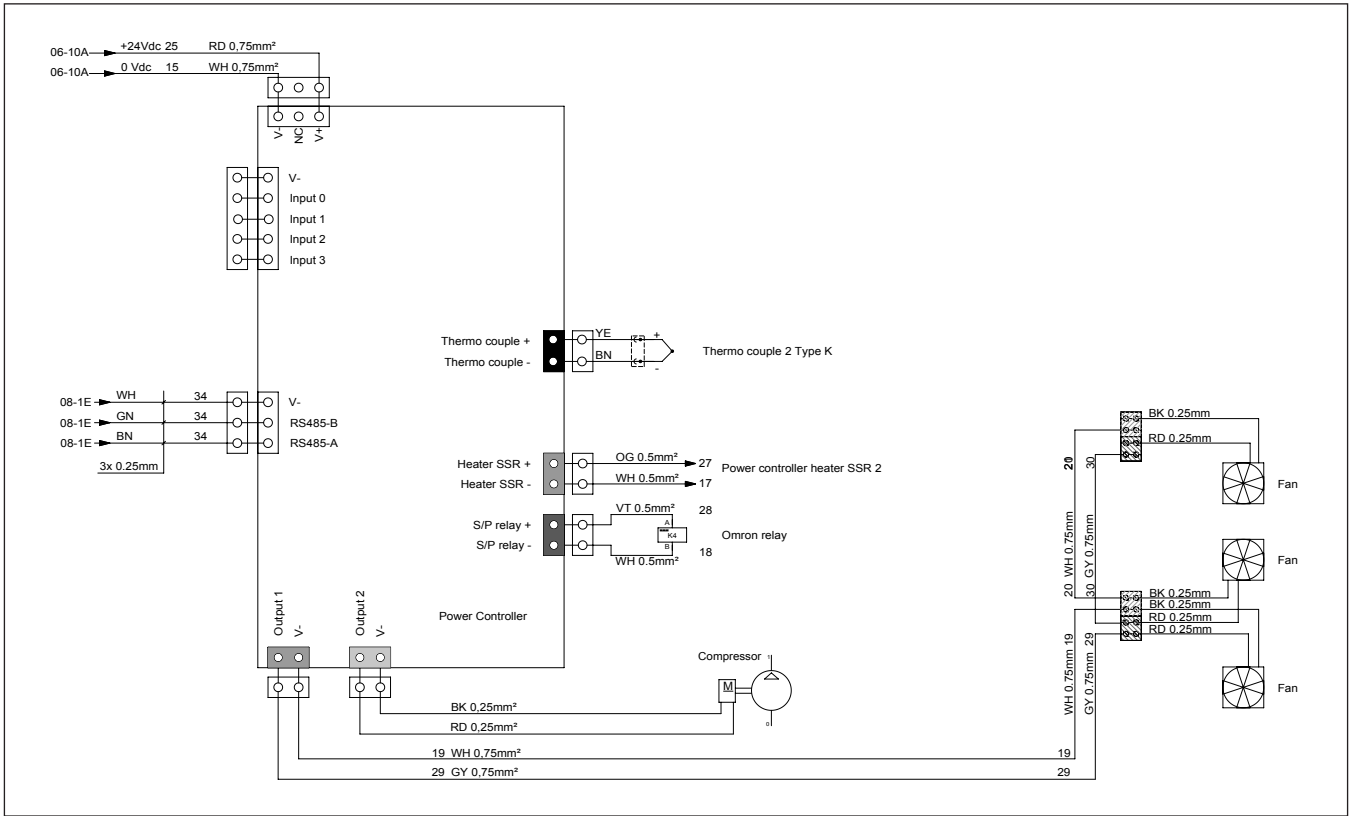 06-10A +24Vdc 25 RD 0,75mm²
06-10A 0 Vdc 15 WH 0,75mm²
V- NC V+
V-
Input 0
Input 1
Input 2
Input 3
Thermo couple + YE +
Thermo couple - BN -
Thermo couple 2 Type K
08-1E WH 34 V-
08-1E GN 34 RS485-B
08-1E BN 34 RS485-A
3x 0.25mm
Heater SSR + OG 0.5mm² 27
Heater SSR - WH 0.5mm² 17
Power controller heater SSR 2
VT 0.5mm² 28
S/P relay + A
K4 Omron relay
S/P relay - B
WH 0.5mm² 18
Power Controller
Output 1
V-
Output 2
V-
Compressor 1
M
0
BK 0,25mm²
RD 0,25mm²
19 WH 0,75mm² 19
29 GY 0,75mm² 29
BK 0.25mm
RD 0.25mm
Fan
30
20 WH 0.75mm
30 GY 0.75mm
Fan
BK 0.25mm
BK 0.25mm
RD 0.25mm
RD 0.25mm
WH 0.75mm 19
GY 0.75mm 29
Fan